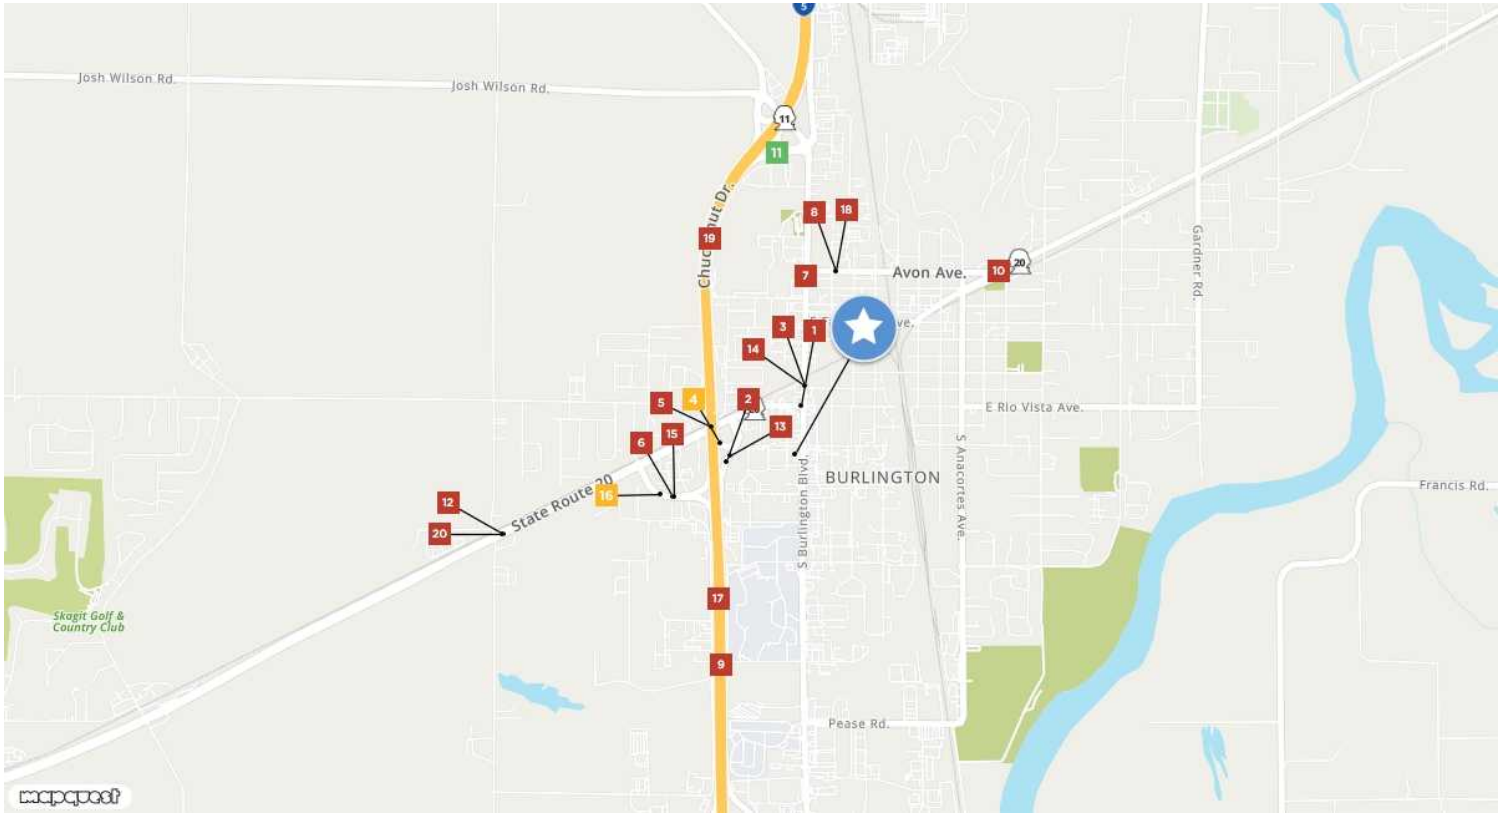 5
Josh Wilson Rd.
Josh Wilson Rd.
11
11
Chuckanut Dr.
8
18
19
Gardner Rd.
20
7
Avon Ave.
10
3
1
ve.
14
5
4
2
E Rio Vista Ave.
13
6
15
S Anacortes Ave.
S Burlington Blvd.
BURLINGTON
Francis Rd.
16
12
State Route 20
20
17
Skagit Golf &
Country Club
9
Pease Rd.
mapquest